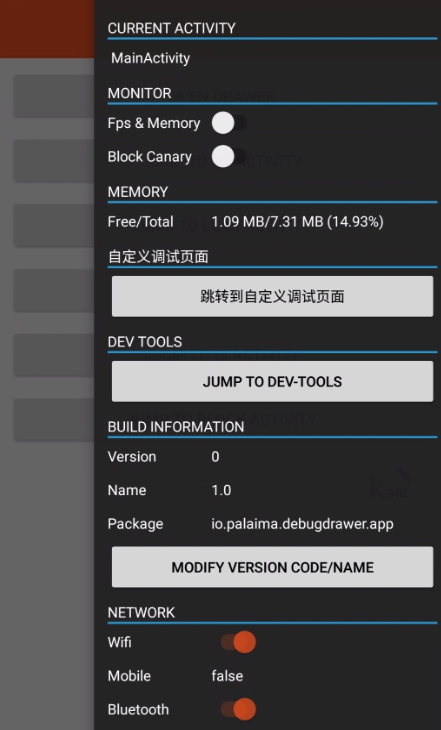 CURRENT ACTIVITY
MainActivity
MONITOR
Fps & Memory
Block Canary
MEMORY
Free/Total 1.09 MB/7.31 MB (14.93%)
自定义调试页面
跳转到自定义调试页面
DEV TOOLS
JUMP TO DEV-TOOLS
BUILD INFORMATION
Version 0
Name 1.0
Package io.palaima.debugdrawer.app
MODIFY VERSION CODE/NAME
NETWORK
Wifi
Mobile false
Bluetooth